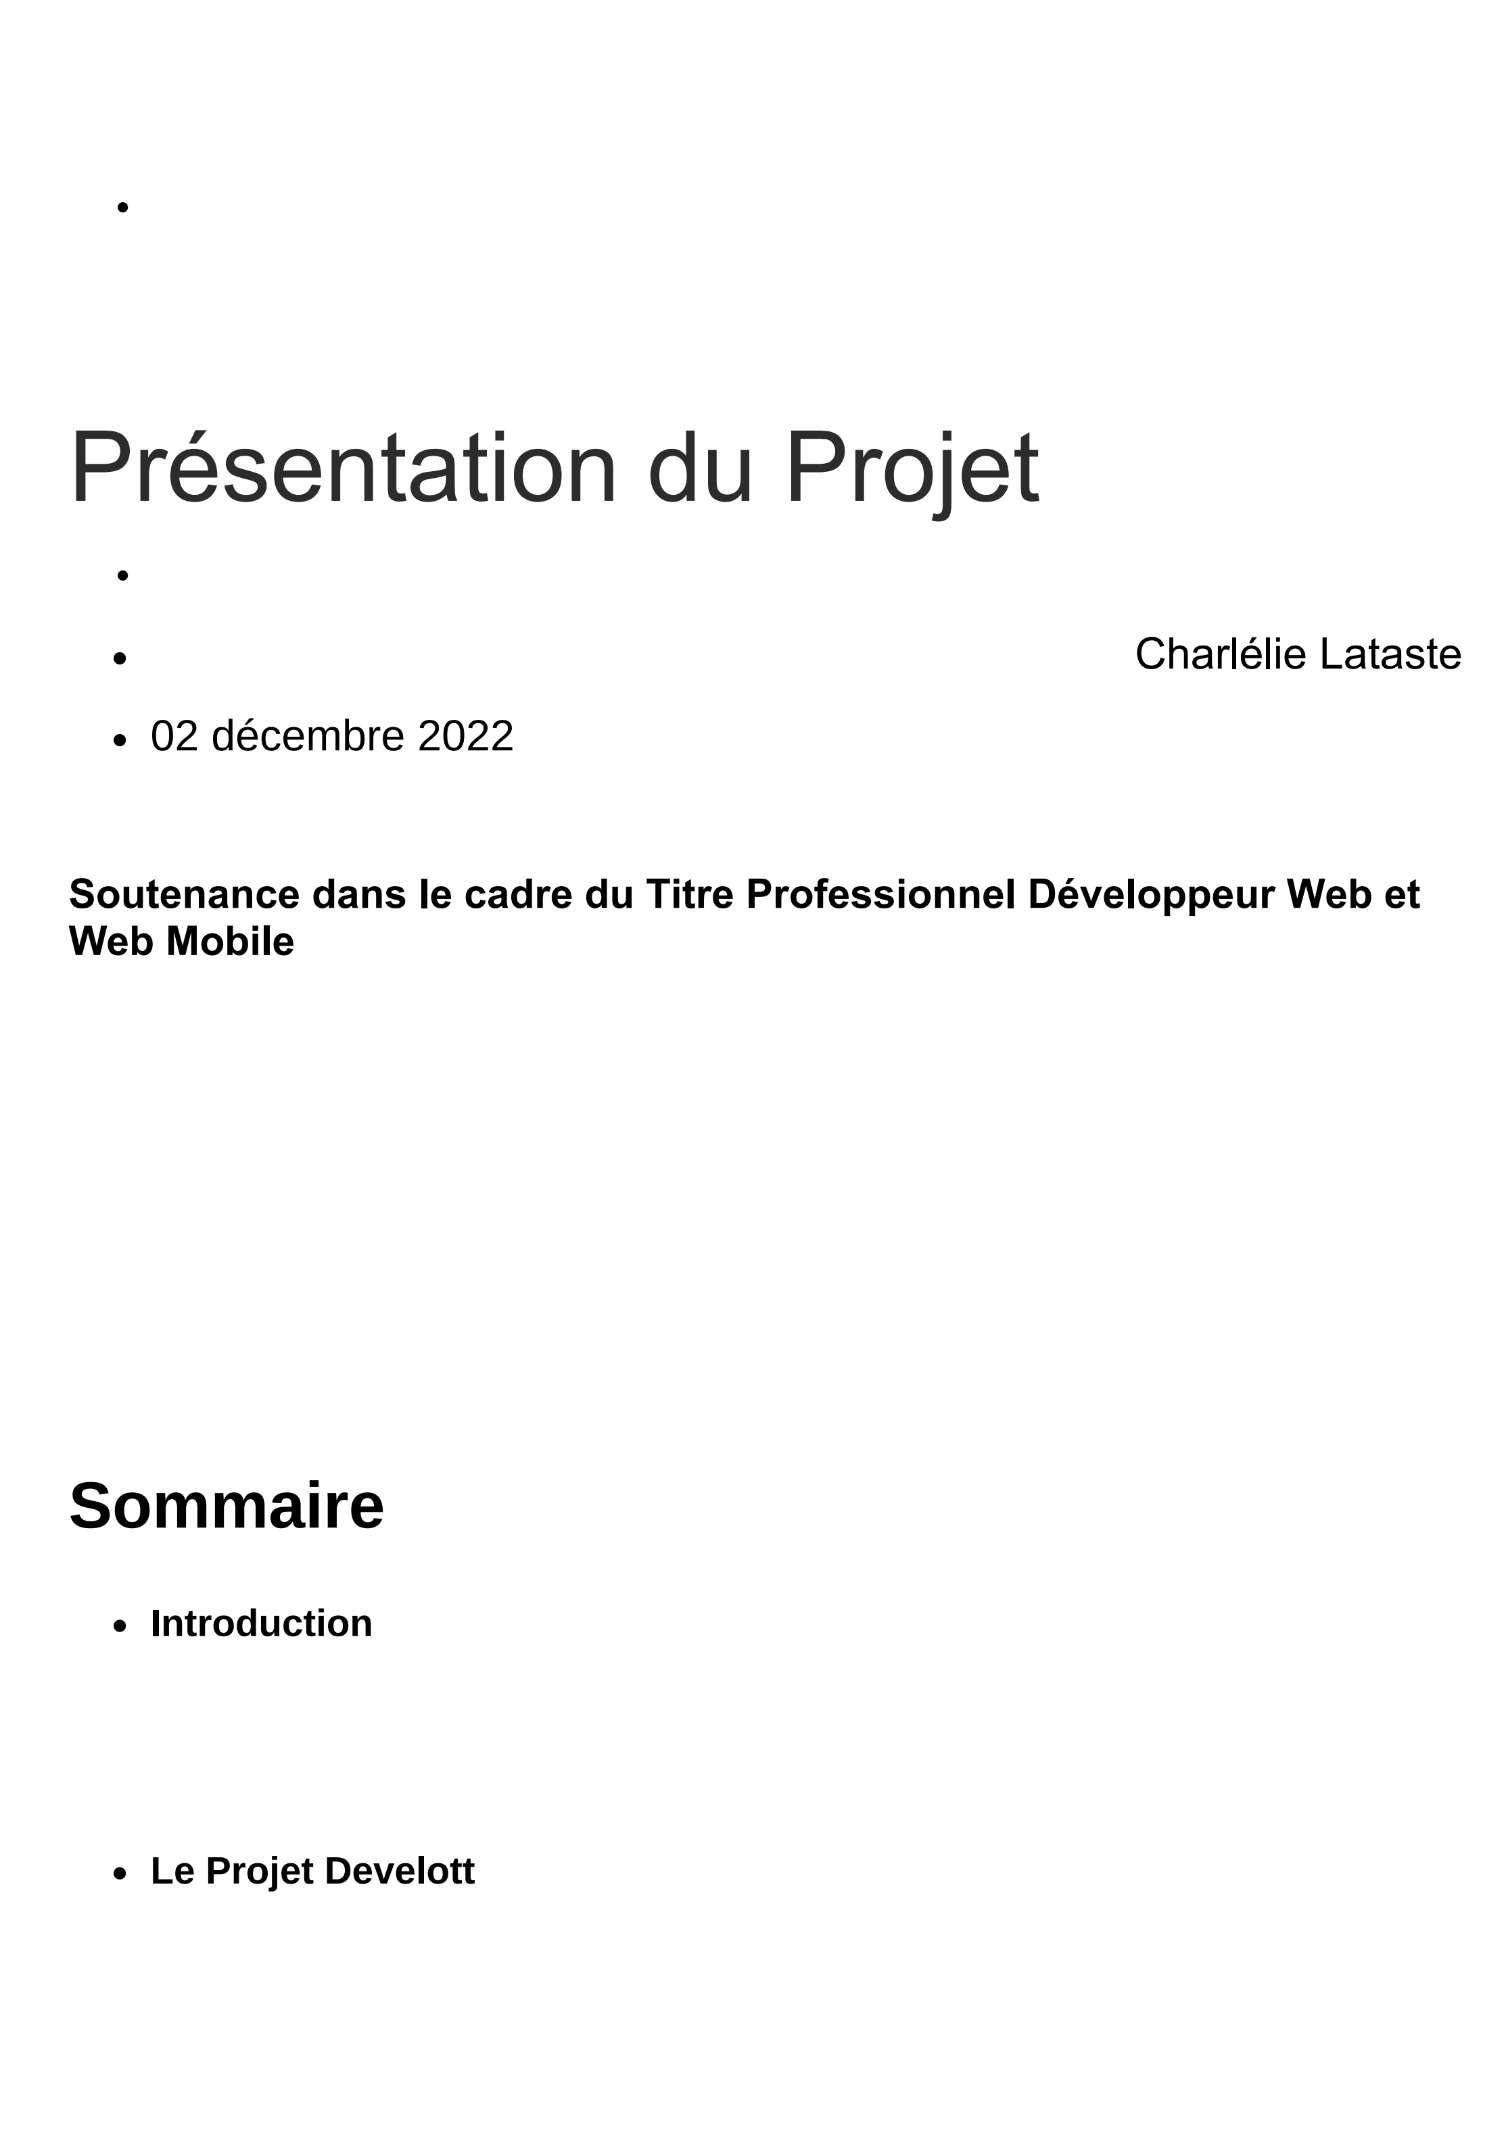 Présentation du Projet
Charlélie Lataste
02 décembre 2022
Soutenance dans le cadre du Titre Professionnel Développeur Web et
Web Mobile
Sommaire
Introduction
Le Projet Develott